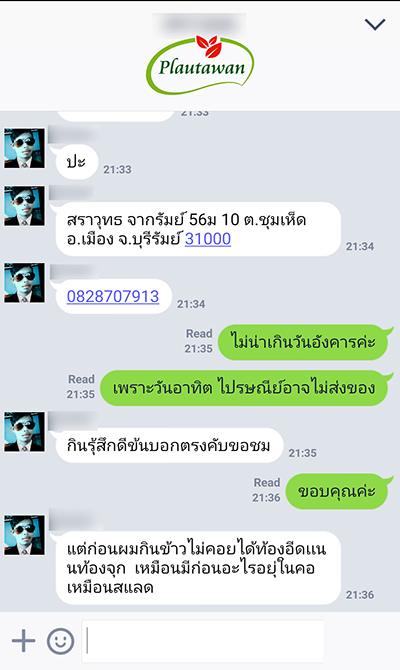 Plautawan
21:33
ปะ
21:33
สราวุทธ จากรัมย์ 56ม 10 ต.ชุมเห็ด
อ.เมือง จ.บุรีรัมย์ 31000
21:34
0828707913
21:34
Read
21:35
ไม่น่าเกินวันอังคารค่ะ
Read
21:35
เพราะวันอาทิต ไปรษณีย์อาจไม่ส่งของ
กินรุ้สึกดีขันบอกตรงคับขอชม
21:35
Read
21:36
ขอบคุณค่ะ
แต่ก่อนผมกินข้าวไม่คอยได้ท้องอืดแน
นท้องจุก เหมือนมีก่อนอะไรอยุ่ในคอ
เหมือนสแลด
21:36